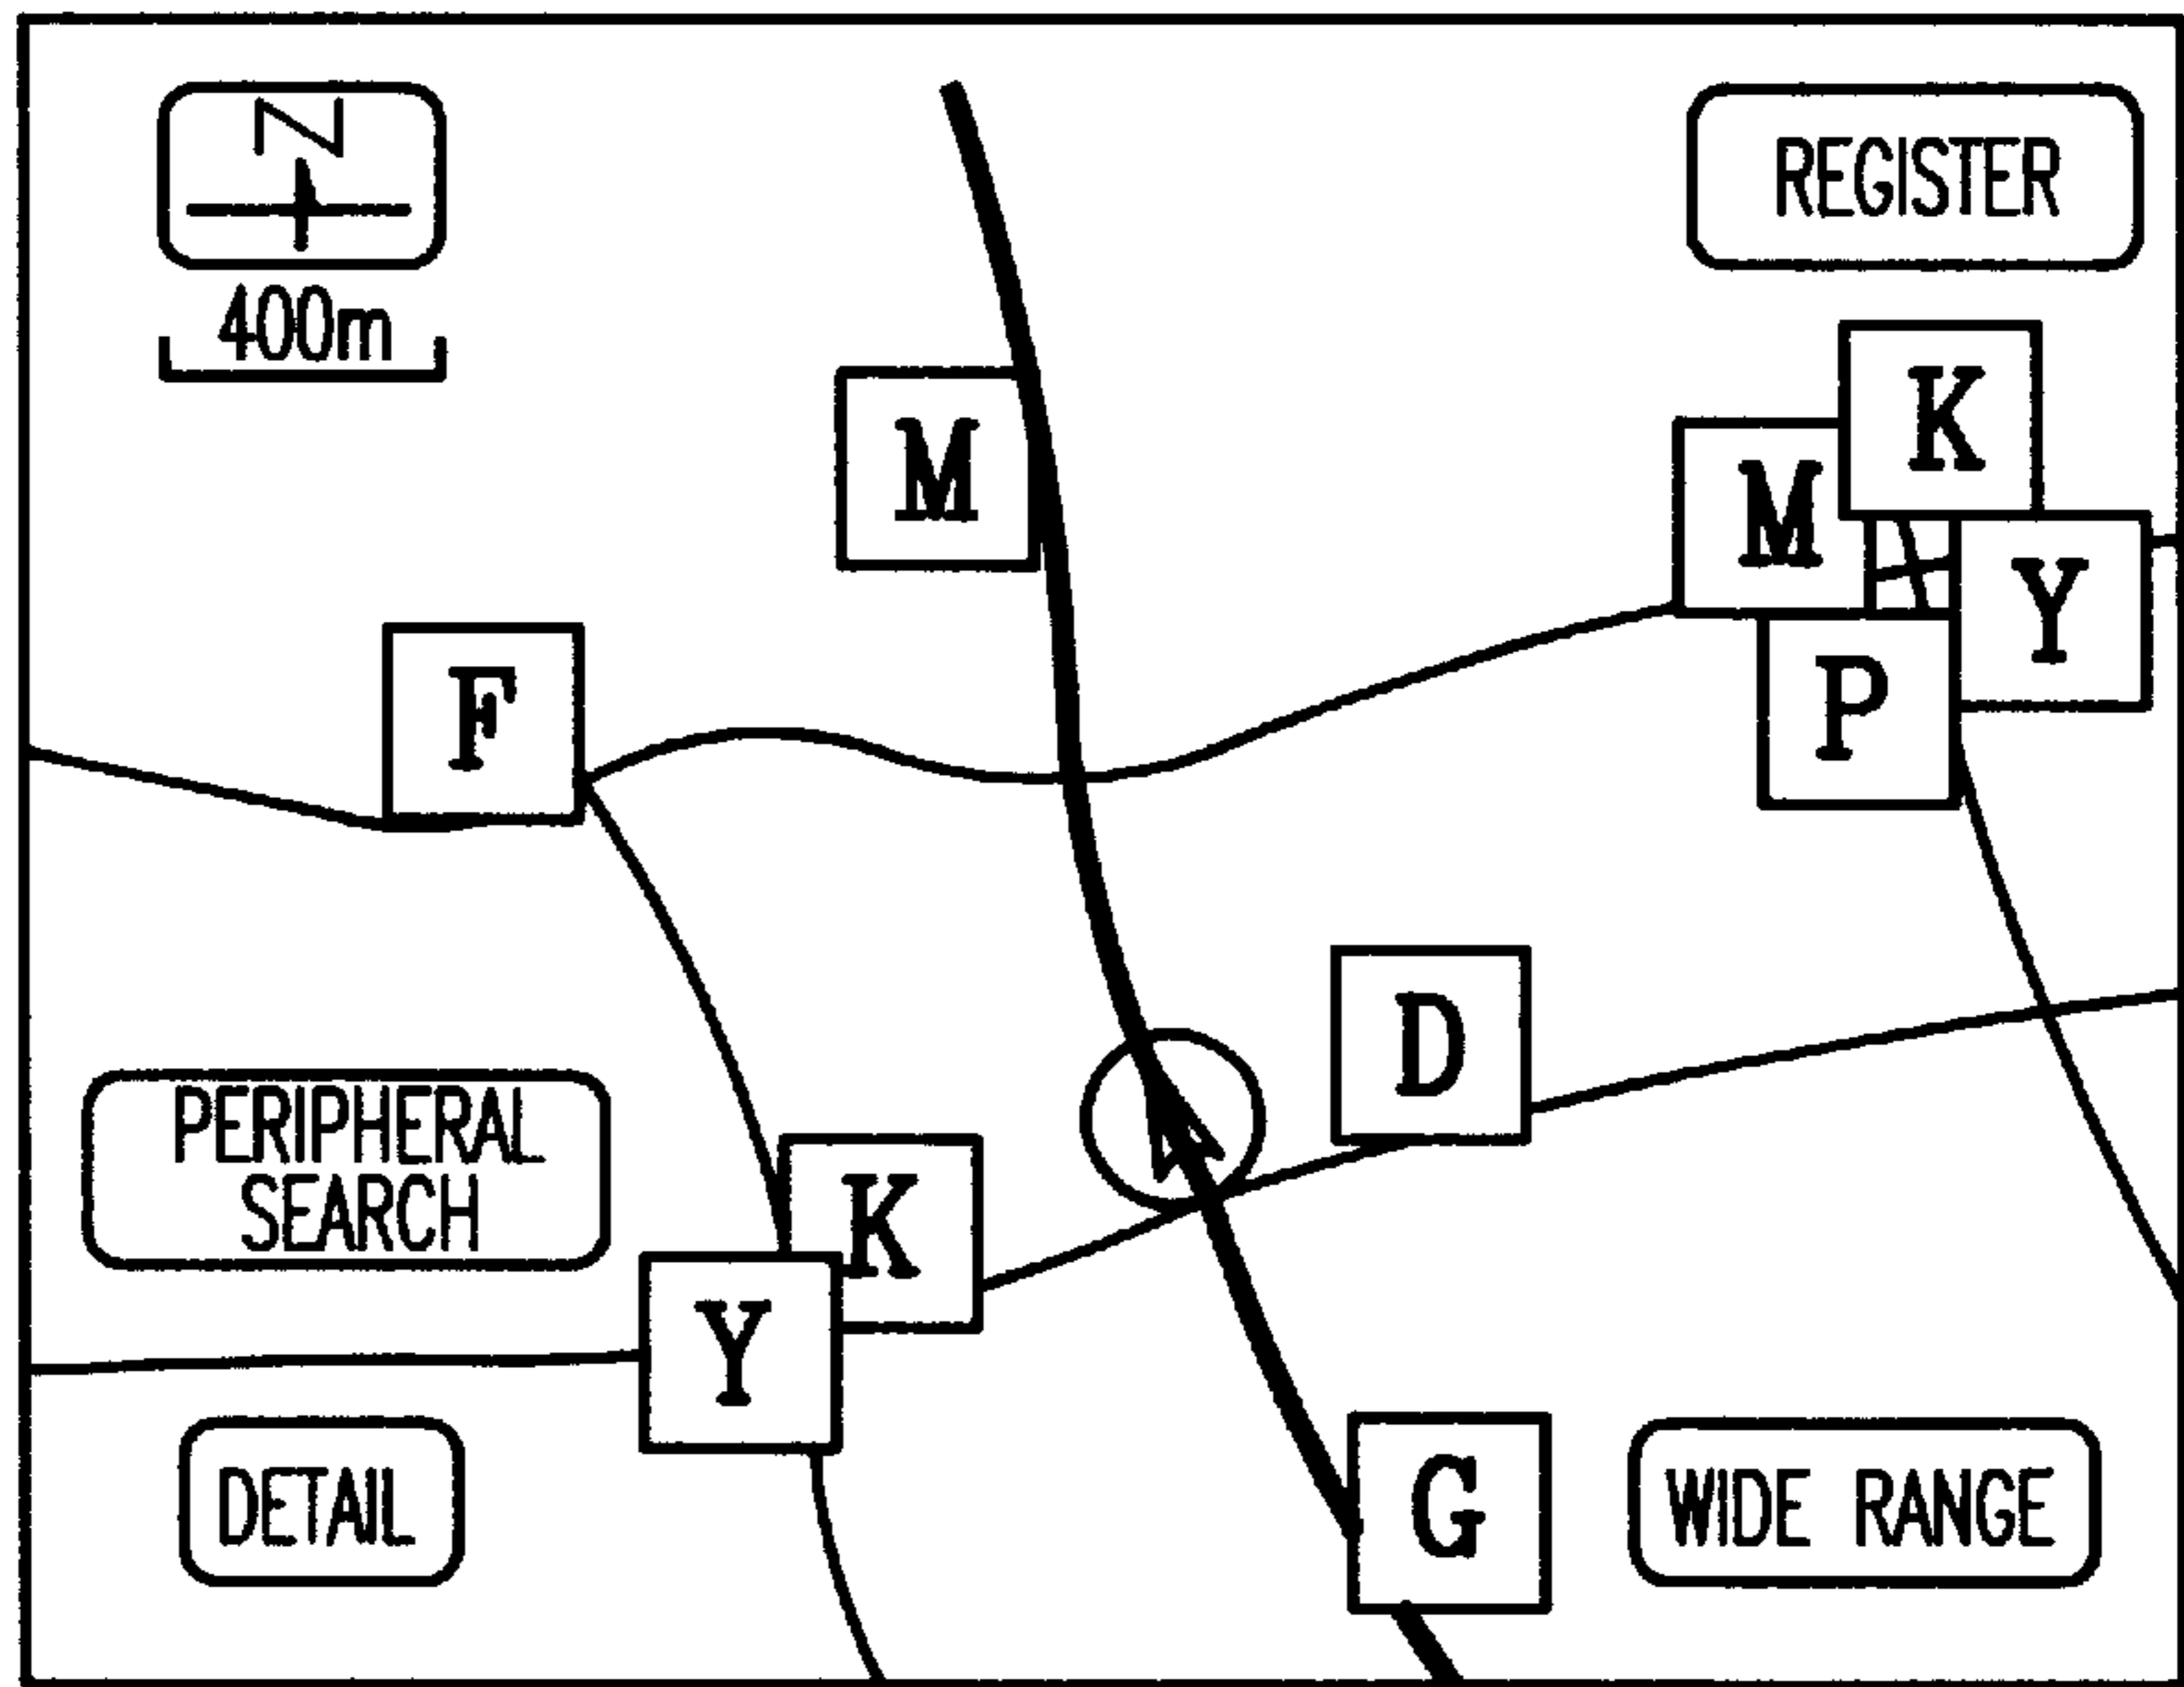 N
REGISTER
400m
K
M
M
Y
F
P
D
PERIPHERAL
SEARCH
K
Y
G
DETAIL
WIDE RANGE